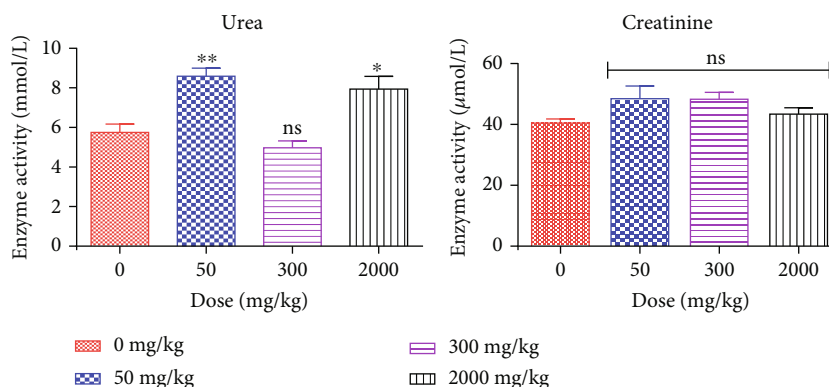 Urea
Enzyme activity (mmol/L)
10
8
6
4
2
0
**
ns
*
0
50
300
2000
Dose (mg/kg)
Creatinine
Enzyme activity (µmol/L)
60
40
20
0
ns
0
50
300
2000
Dose (mg/kg)
0 mg/kg
50 mg/kg
300 mg/kg
2000 mg/kg